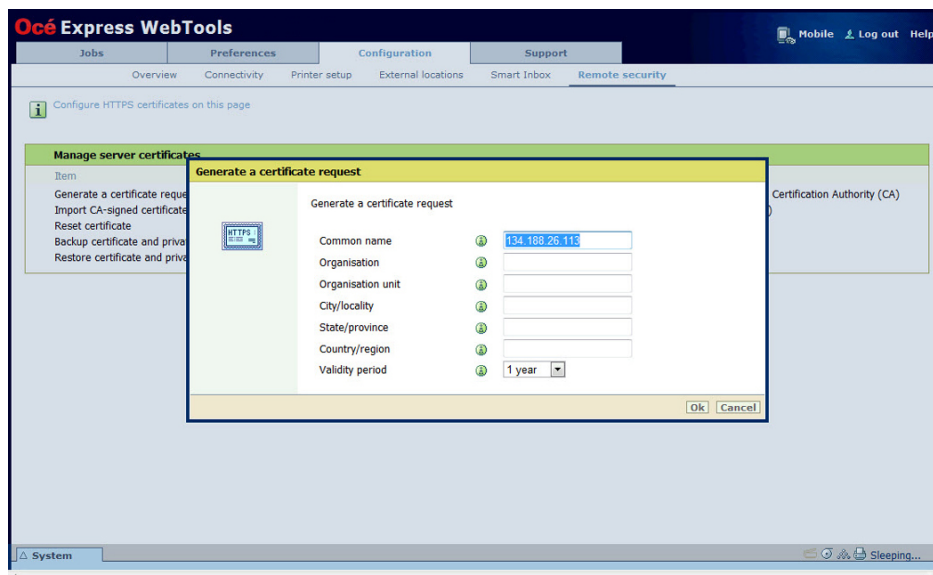 Océ Express WebTools
Mobile Log out Help
Jobs Preferences Configuration Support
Overview Connectivity Printer setup External locations Smart Inbox Remote security
Configure HTTPS certificates on this page
Manage server certificates
Item
Generate a certificate reque
Certification Authority (CA)
Import CA-signed certificate
)
Reset certificate
Backup certificate and priva
Restore certificate and priva
Generate a certificate request
Generate a certificate request
HTTPS
Common name 134.188.26.113
Organisation
Organisation unit
City/locality
State/province
Country/region
Validity period 1 year
Ok Cancel
System
Sleeping...